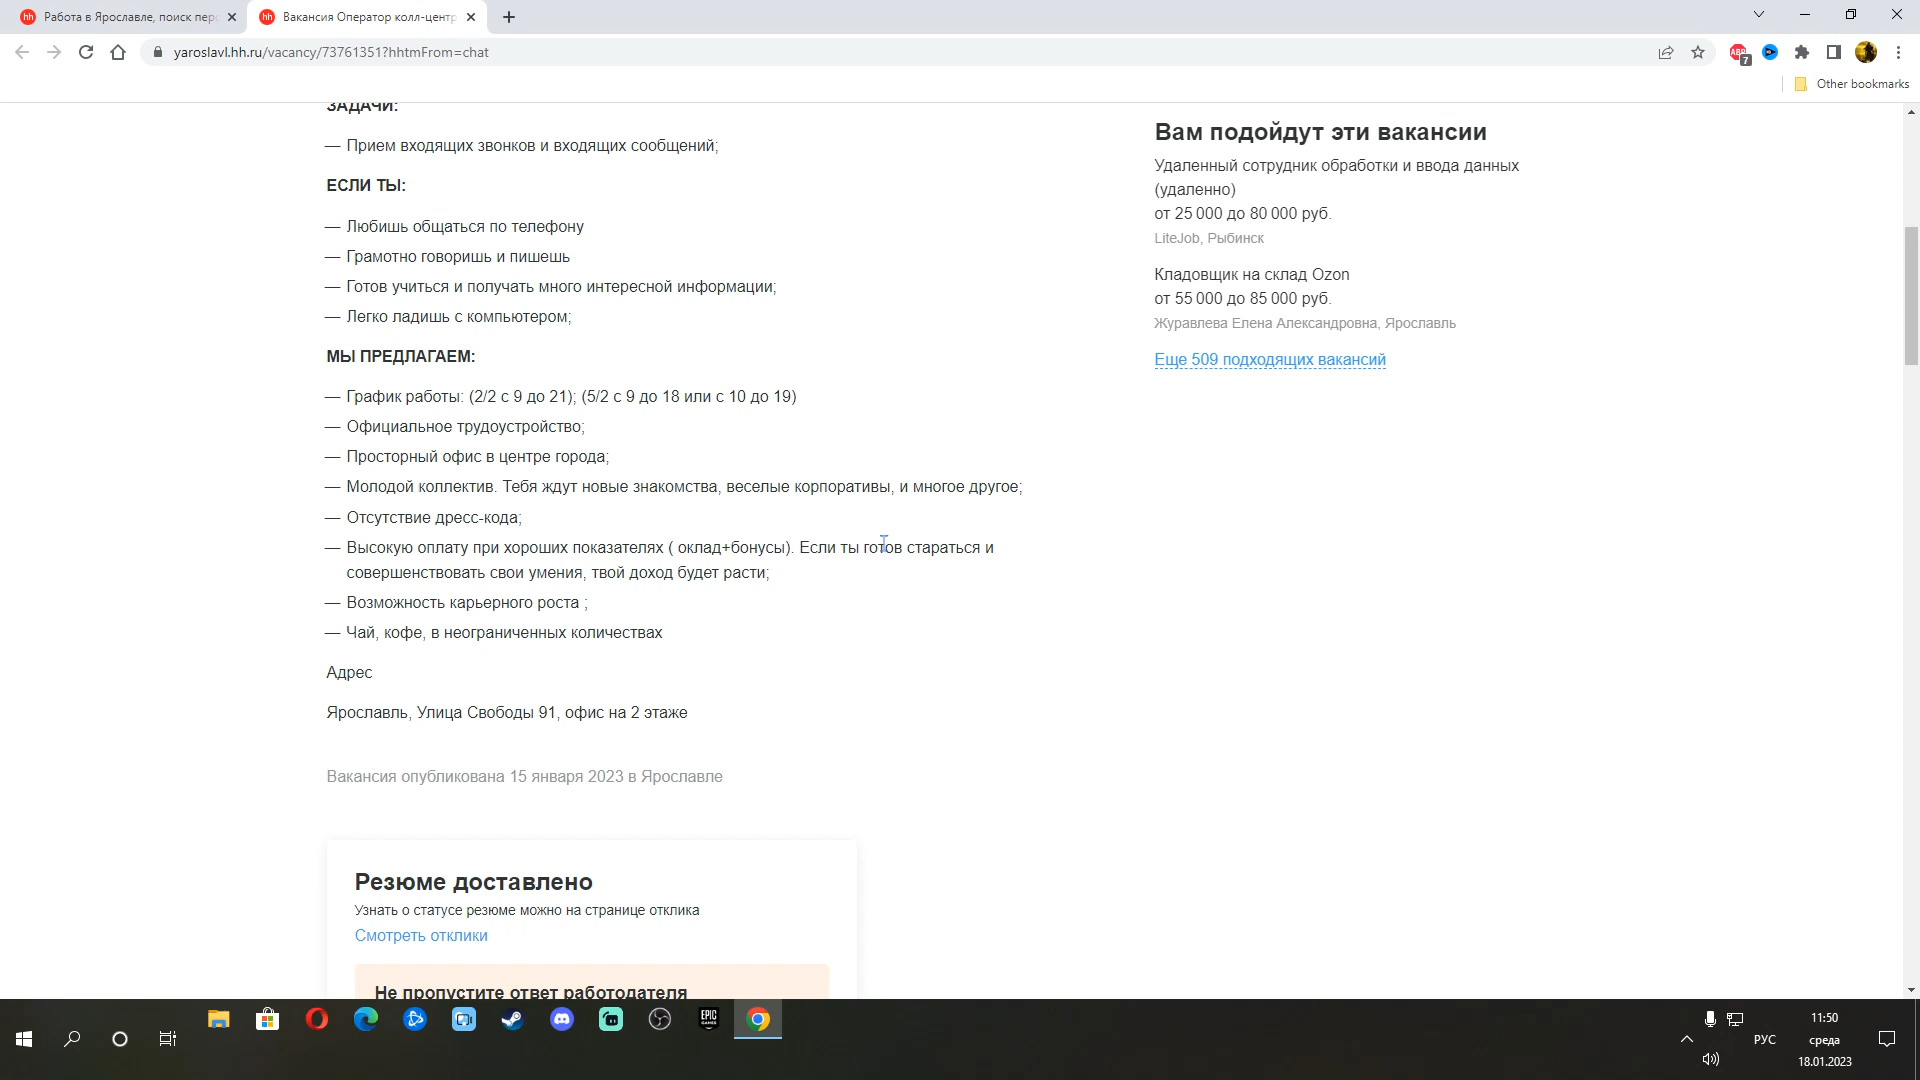 Работа в Ярославле, поиск перс
Вакансия Оператор колл-центр
yaroslavl.hh.ru/vacancy/73761351?hhtmFrom=chat
ABP
7
Other bookmarks
ЗАДАЧИ:
— Прием входящих звонков и входящих сообщений;
ЕСЛИ ТЫ:
— Любишь общаться по телефону
— Грамотно говоришь и пишешь
— Готов учиться и получать много интересной информации;
— Легко ладишь с компьютером;
МЫ ПРЕДЛАГАЕМ:
— График работы: (2/2 с 9 до 21); (5/2 с 9 до 18 или с 10 до 19)
— Официальное трудоустройство;
— Просторный офис в центре города;
— Молодой коллектив. Тебя ждут новые знакомства, веселые корпоративы, и многое другое;
— Отсутствие дресс-кода;
— Высокую оплату при хороших показателях ( оклад+бонусы). Если ты готов стараться и
совершенствовать свои умения, твой доход будет расти;
— Возможность карьерного роста ;
— Чай, кофе, в неограниченных количествах
Адрес
Ярославль, Улица Свободы 91, офис на 2 этаже
Вакансия опубликована 15 января 2023 в Ярославле
Резюме доставлено
Узнать о статусе резюме можно на странице отклика
Смотреть отклики
Не пропустите ответ работодателя
Вам подойдут эти вакансии
Удаленный сотрудник обработки и ввода данных
(удаленно)
от 25 000 до 80 000 руб.
LiteJob, Рыбинск
Кладовщик на склад Ozon
от 55 000 до 85 000 руб.
Журавлева Елена Александровна, Ярославль
Еще 509 подходящих вакансий
EPIC
GAMES
РУС
11:50
среда
18.01.2023